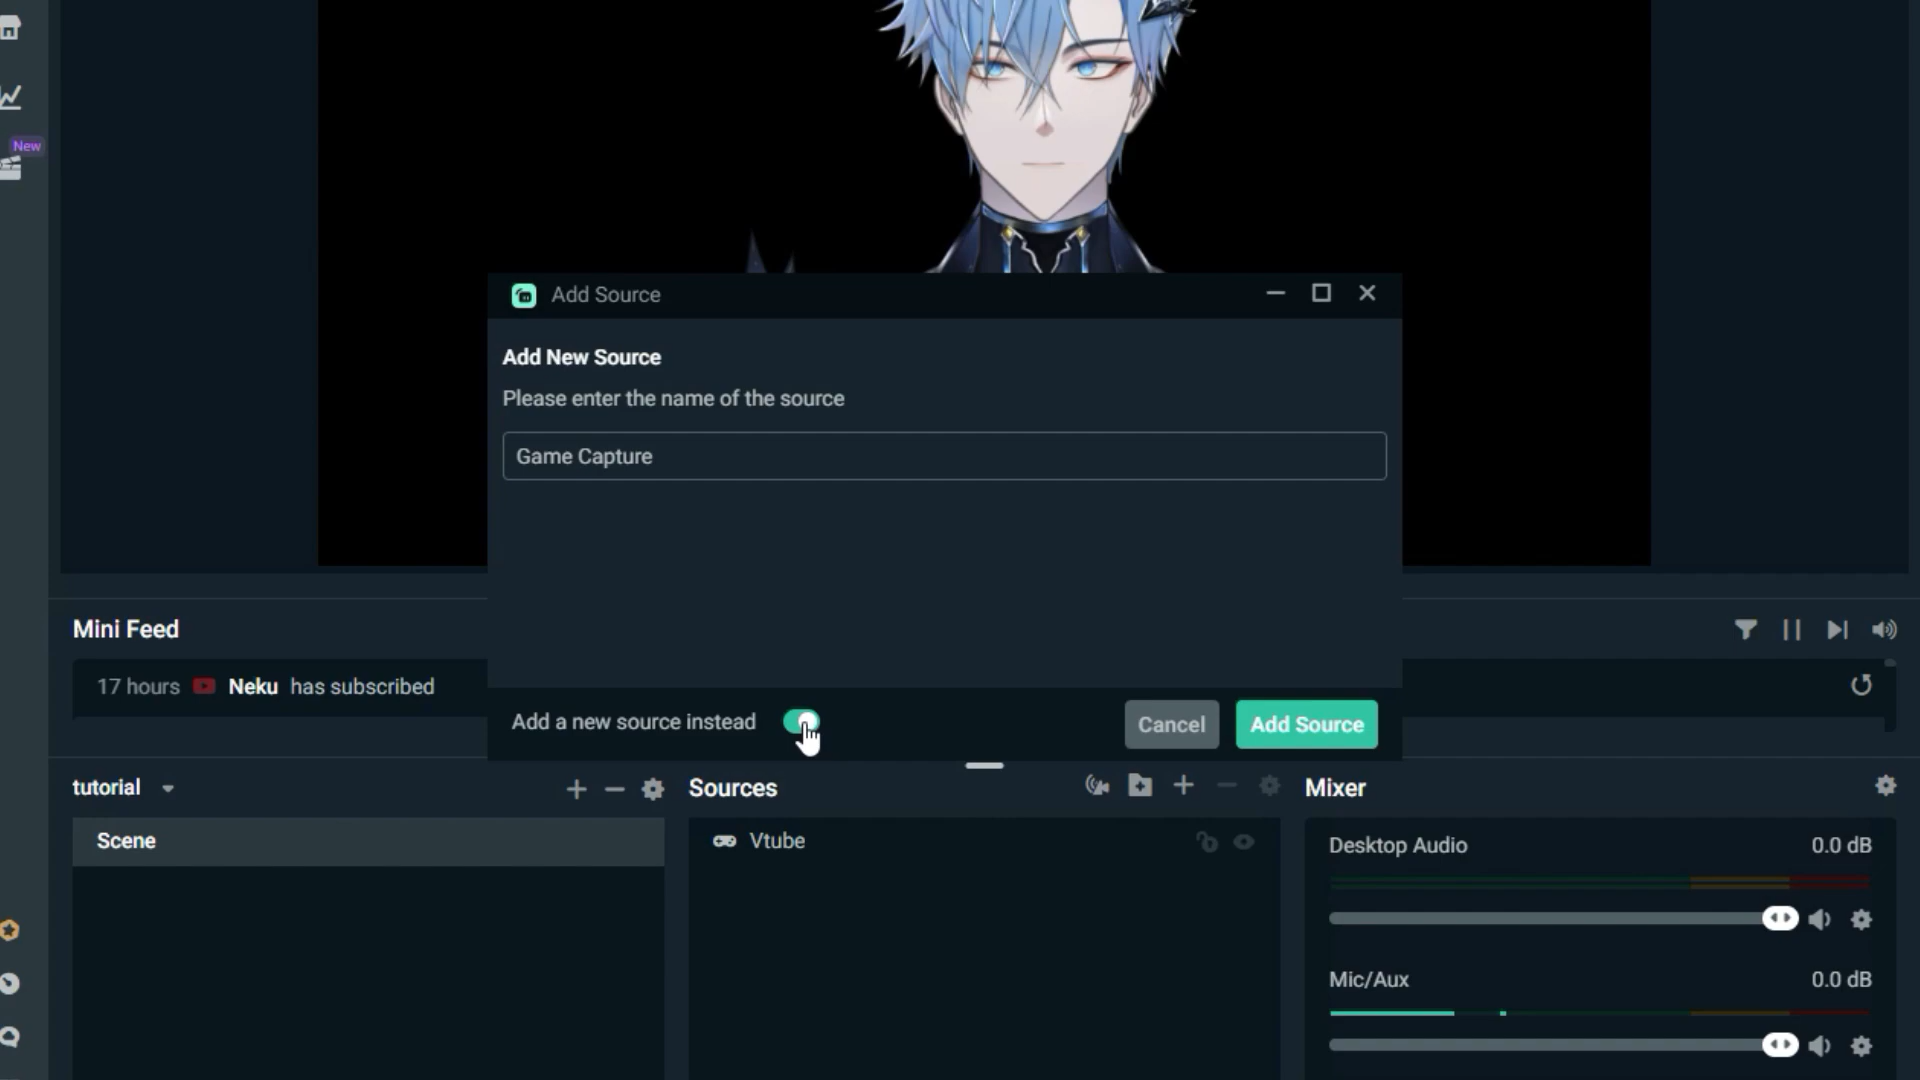 New
Add Source
Add New Source
Please enter the name of the source
Game Capture
Add a new source instead
Cancel
Add Source
Mini Feed
17 hours Neku has subscribed
tutorial
Scene
Sources
Vtube
Mixer
Desktop Audio 0.0 dB
Mic/Aux 0.0 dB